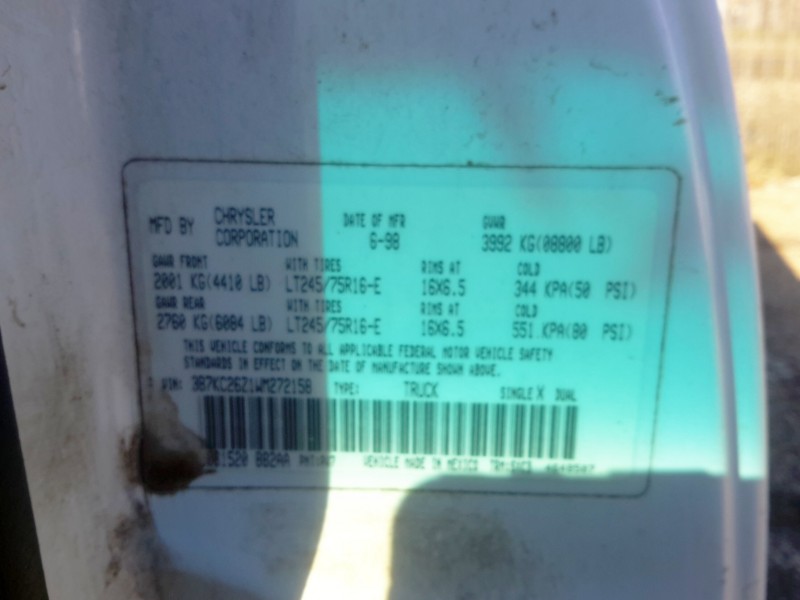 MFD BY CHRYSLER CORPORATION DATE OF MFR 6-98 GVWR 3992 KG(08800 LB)
GAWR FRONT WITH TIRES RIMS AT COLD
2001 KG(4410 LB) LT245/75R16-E 16X6.5 344 KPA(50 PSI)
GAWR REAR WITH TIRES RIMS AT COLD
2760 KG(6084 LB) LT245/75R16-E 16X6.5 551 KPA(80 PSI)
THIS VEHICLE CONFORMS TO ALL APPLICABLE FEDERAL MOTOR VEHICLE SAFETY
STANDARDS IN EFFECT ON THE DATE OF MANUFACTURE SHOWN ABOVE.
VIN: 3B7KC26Z1WM272158 TYPE: TRUCK SINGLE X DUAL
VEHICLE MADE IN MEXICO